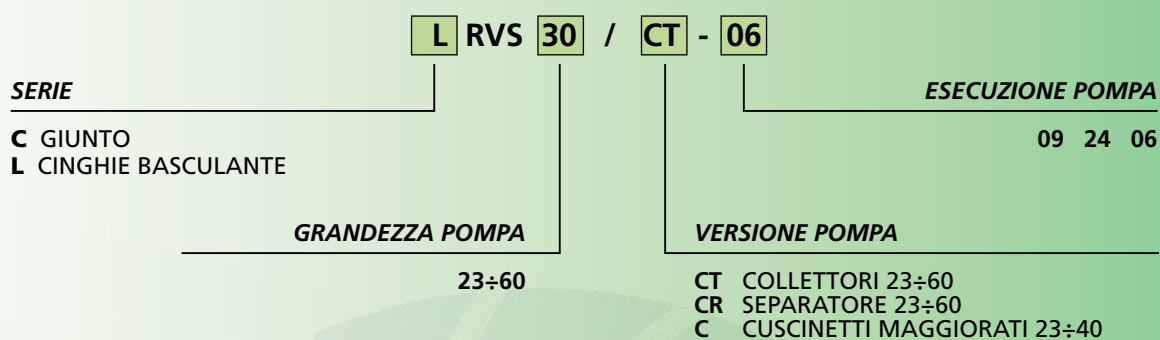 L RVS 30 / CT - 06
SERIE
C GIUNTO
L CINGHIE BASCULANTE
ESECUZIONE POMPA
09 24 06
GRANDEZZA POMPA
23÷60
VERSIONE POMPA
CT COLLETTORI 23÷60
CR SEPARATORE 23÷60
C CUSCINETTI MAGGIORATI 23÷40